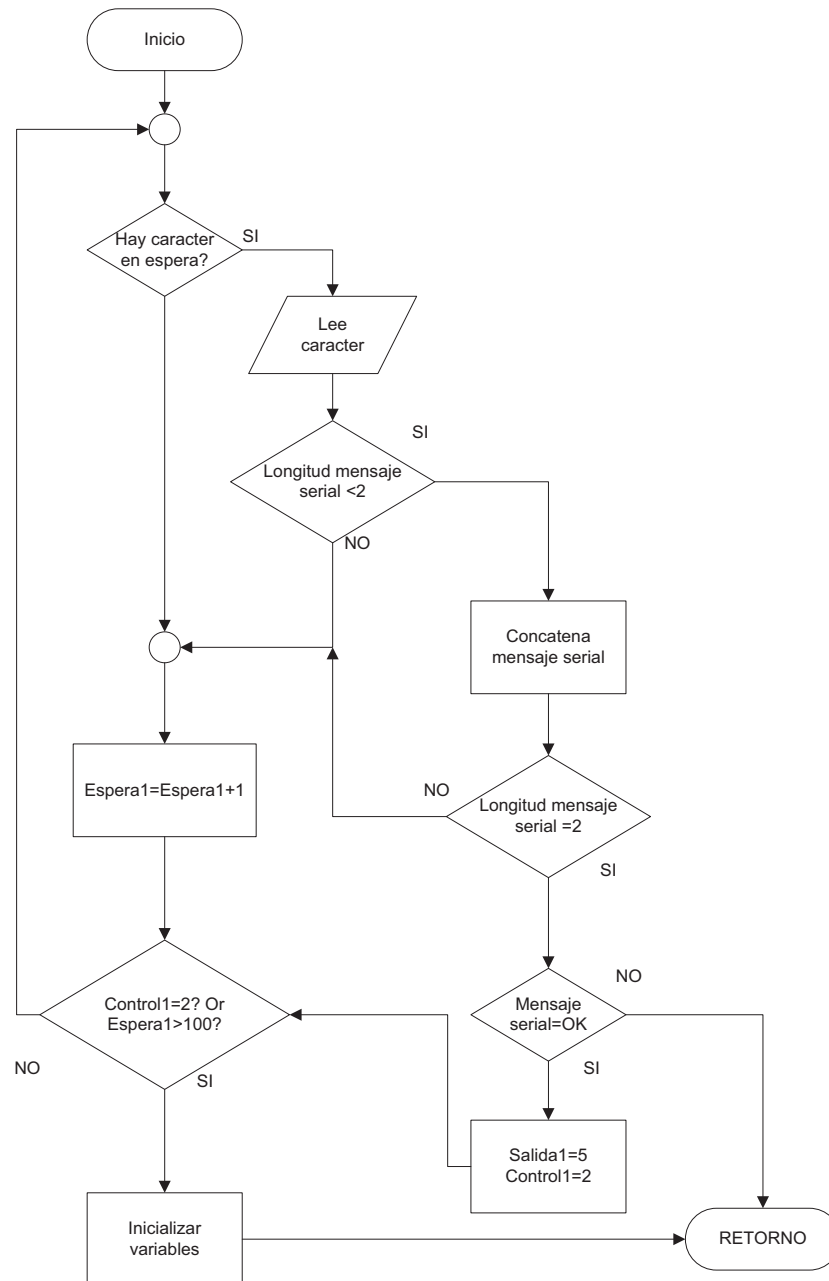 Inicio
Hay caracter
en espera?
SI
Lee
caracter
Longitud mensaje
serial <2
SI
NO
Concatena
mensaje serial
Espera1=Espera1+1
NO
Longitud mensaje
serial =2
SI
Control1=2? Or
Espera1>100?
NO
SI
Mensaje
serial=OK
NO
SI
Salida1=5
Control1=2
Inicializar
variables
RETORNO